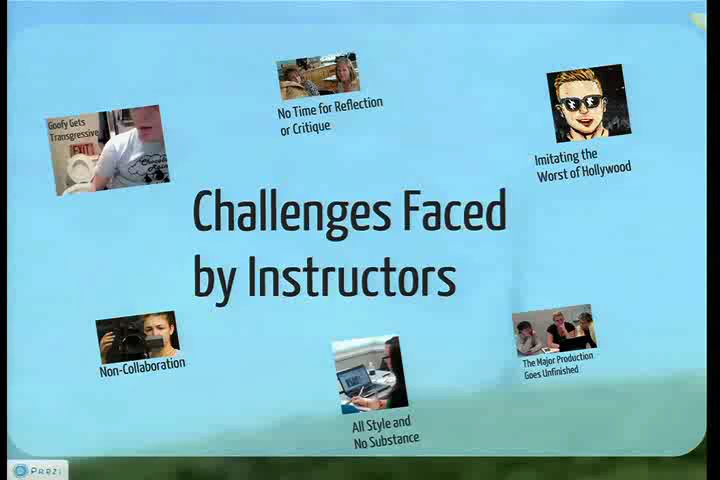 Goofy Gets
Transgressive
EXIT
No Time for Reflection
or Critique
Imitating the
Worst of Hollywood
Challenges Faced
by Instructors
Non-Collaboration
All Style and
No Substance
The Major Production
Goes Unfinished
Prezi